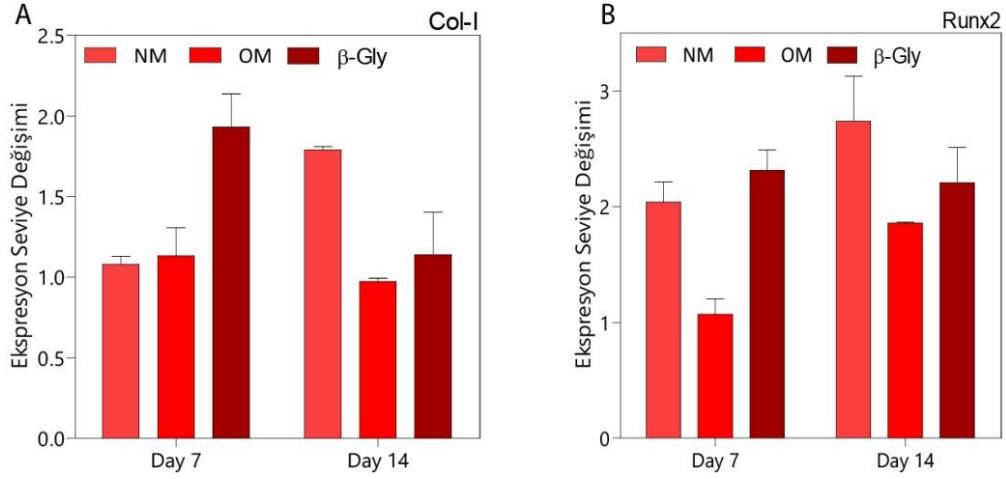 A
Col-I
NM OM β-Gly
Ekspresyon Seviye Değişimi
2.5
2.0
1.5
1.0
0.5
0.0
Day 7 Day 14
B
Runx2
NM OM β-Gly
Ekspresyon Seviye Değişimi
3
2
1
0
Day 7 Day 14